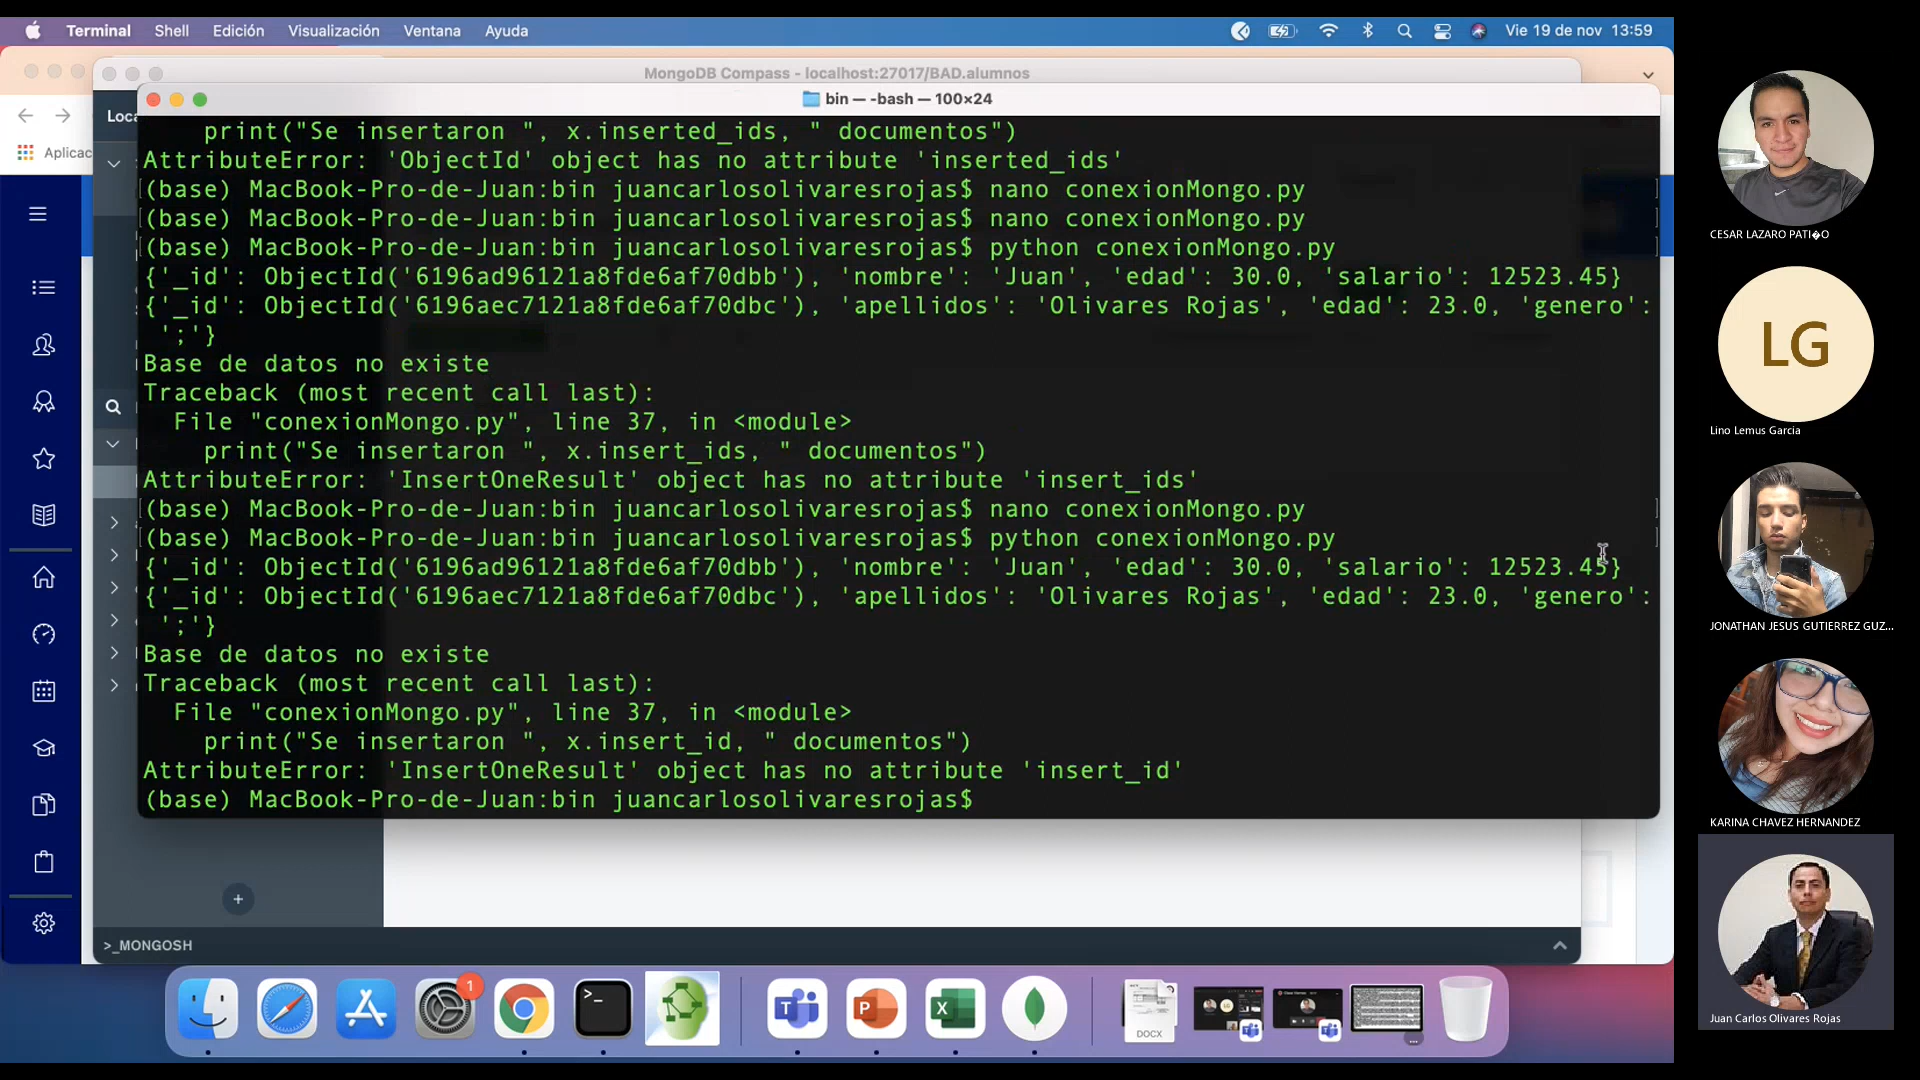 Terminal Shell Edición Visualización Ventana Ayuda Vie 19 de nov 13:59
MongoDB Compass - localhost:27017/BAD.alumnos
bin — -bash — 100×24
Loca
Aplicac
print("Se insertaron ", x.inserted_ids, " documentos")
AttributeError: 'ObjectId' object has no attribute 'inserted_ids'
(base) MacBook-Pro-de-Juan:bin juancarlosolivaresrojas$ nano conexionMongo.py
(base) MacBook-Pro-de-Juan:bin juancarlosolivaresrojas$ nano conexionMongo.py
(base) MacBook-Pro-de-Juan:bin juancarlosolivaresrojas$ python conexionMongo.py
{'_id': ObjectId('6196ad96121a8fde6af70dbb'), 'nombre': 'Juan', 'edad': 30.0, 'salario': 12523.45}
{'_id': ObjectId('6196aec7121a8fde6af70dbc'), 'apellidos': 'Olivares Rojas', 'edad': 23.0, 'genero':
';'}
Base de datos no existe
Traceback (most recent call last):
File "conexionMongo.py", line 37, in <module>
print("Se insertaron ", x.insert_ids, " documentos")
AttributeError: 'InsertOneResult' object has no attribute 'insert_ids'
(base) MacBook-Pro-de-Juan:bin juancarlosolivaresrojas$ nano conexionMongo.py
(base) MacBook-Pro-de-Juan:bin juancarlosolivaresrojas$ python conexionMongo.py
{'_id': ObjectId('6196ad96121a8fde6af70dbb'), 'nombre': 'Juan', 'edad': 30.0, 'salario': 12523.45}
{'_id': ObjectId('6196aec7121a8fde6af70dbc'), 'apellidos': 'Olivares Rojas', 'edad': 23.0, 'genero':
';'}
Base de datos no existe
Traceback (most recent call last):
File "conexionMongo.py", line 37, in <module>
print("Se insertaron ", x.insert_id, " documentos")
AttributeError: 'InsertOneResult' object has no attribute 'insert_id'
(base) MacBook-Pro-de-Juan:bin juancarlosolivaresrojas$
>_MONGOSH
1
DOCX
CESAR LAZARO PATI�O
LG
Lino Lemus Garcia
JONATHAN JESUS GUTIERREZ GUZ...
KARINA CHAVEZ HERNANDEZ
Juan Carlos Olivares Rojas